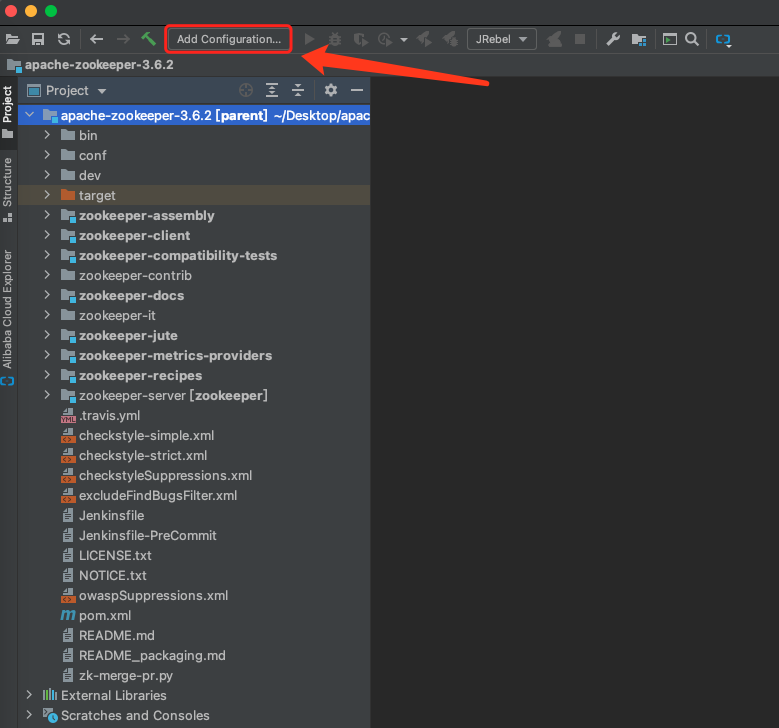 Add Configuration...
JRebel
apache-zookeeper-3.6.2
Project
Project
Structure
Alibaba Cloud Explorer
apache-zookeeper-3.6.2 [parent] ~/Desktop/apac
bin
conf
dev
target
zookeeper-assembly
zookeeper-client
zookeeper-compatibility-tests
zookeeper-contrib
zookeeper-docs
zookeeper-it
zookeeper-jute
zookeeper-metrics-providers
zookeeper-recipes
zookeeper-server [zookeeper]
YML .travis.yml
checkstyle-simple.xml
checkstyle-strict.xml
checkstyleSuppressions.xml
excludeFindBugsFilter.xml
Jenkinsfile
Jenkinsfile-PreCommit
LICENSE.txt
NOTICE.txt
owaspSuppressions.xml
m pom.xml
README.md
README_packaging.md
zk-merge-pr.py
External Libraries
Scratches and Consoles